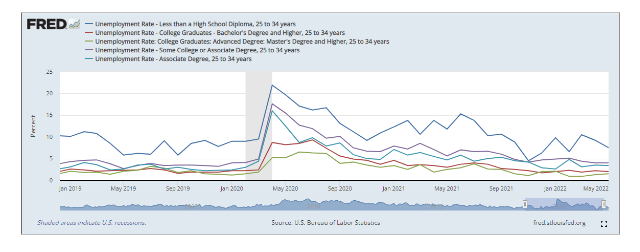 FRED
Unemployment Rate - Less than a High School Diploma, 25 to 34 years
Unemployment Rate - College Graduates - Bachelor's Degree and Higher, 25 to 34 years
Unemployment Rate: College Graduates: Advanced Degree: Master's Degree and Higher, 25 to 34 years
Unemployment Rate - Some College or Associate Degree, 25 to 34 years
Unemployment Rate - Associate Degree, 25 to 34 years
25
20
15
10
5
0
Percent
Jan 2019 May 2019 Sep 2019 Jan 2020 May 2020 Sep 2020 Jan 2021 May 2021 Sep 2021 Jan 2022 May 2022
Shaded areas indicate U.S. recessions. Source: U.S. Bureau of Labor Statistics fred.stlouisfed.org